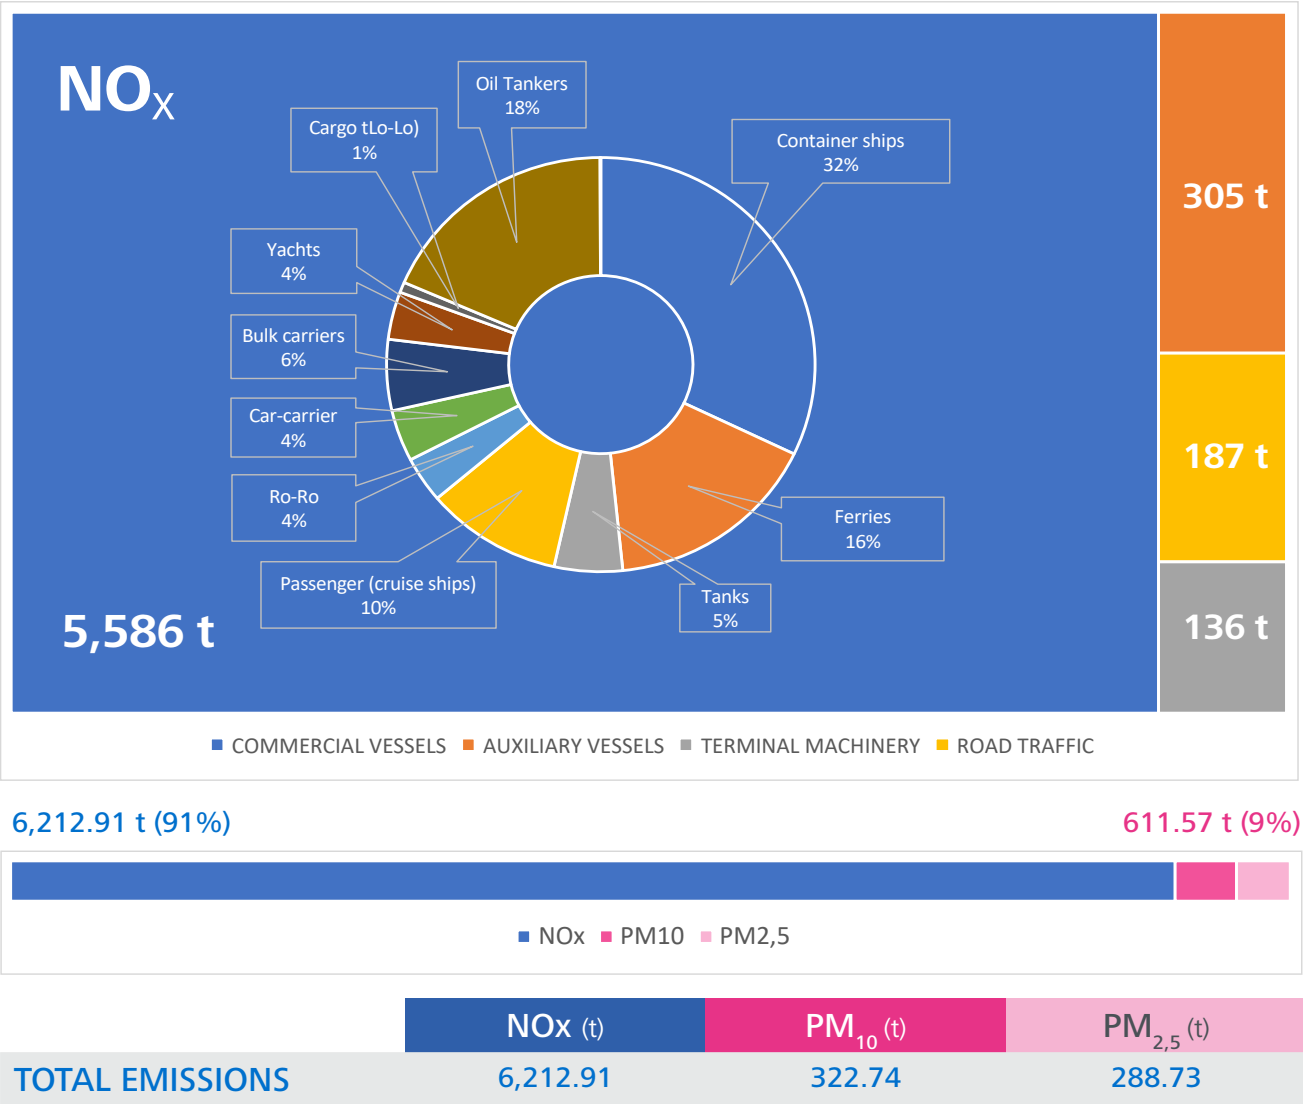 NOX
Oil Tankers
18%
Cargo tLo-Lo)
1%
Container ships
32%
Yachts
4%
Bulk carriers
6%
Car-carrier
4%
Ro-Ro
4%
Passenger (cruise ships)
10%
Tanks
5%
Ferries
16%
5,586 t
305 t
187 t
136 t
COMMERCIAL VESSELS AUXILIARY VESSELS TERMINAL MACHINERY ROAD TRAFFIC
6,212.91 t (91%) 611.57 t (9%)
NOx PM10 PM2,5
NOx (t) PM10 (t) PM2,5 (t)
TOTAL EMISSIONS 6,212.91 322.74 288.73